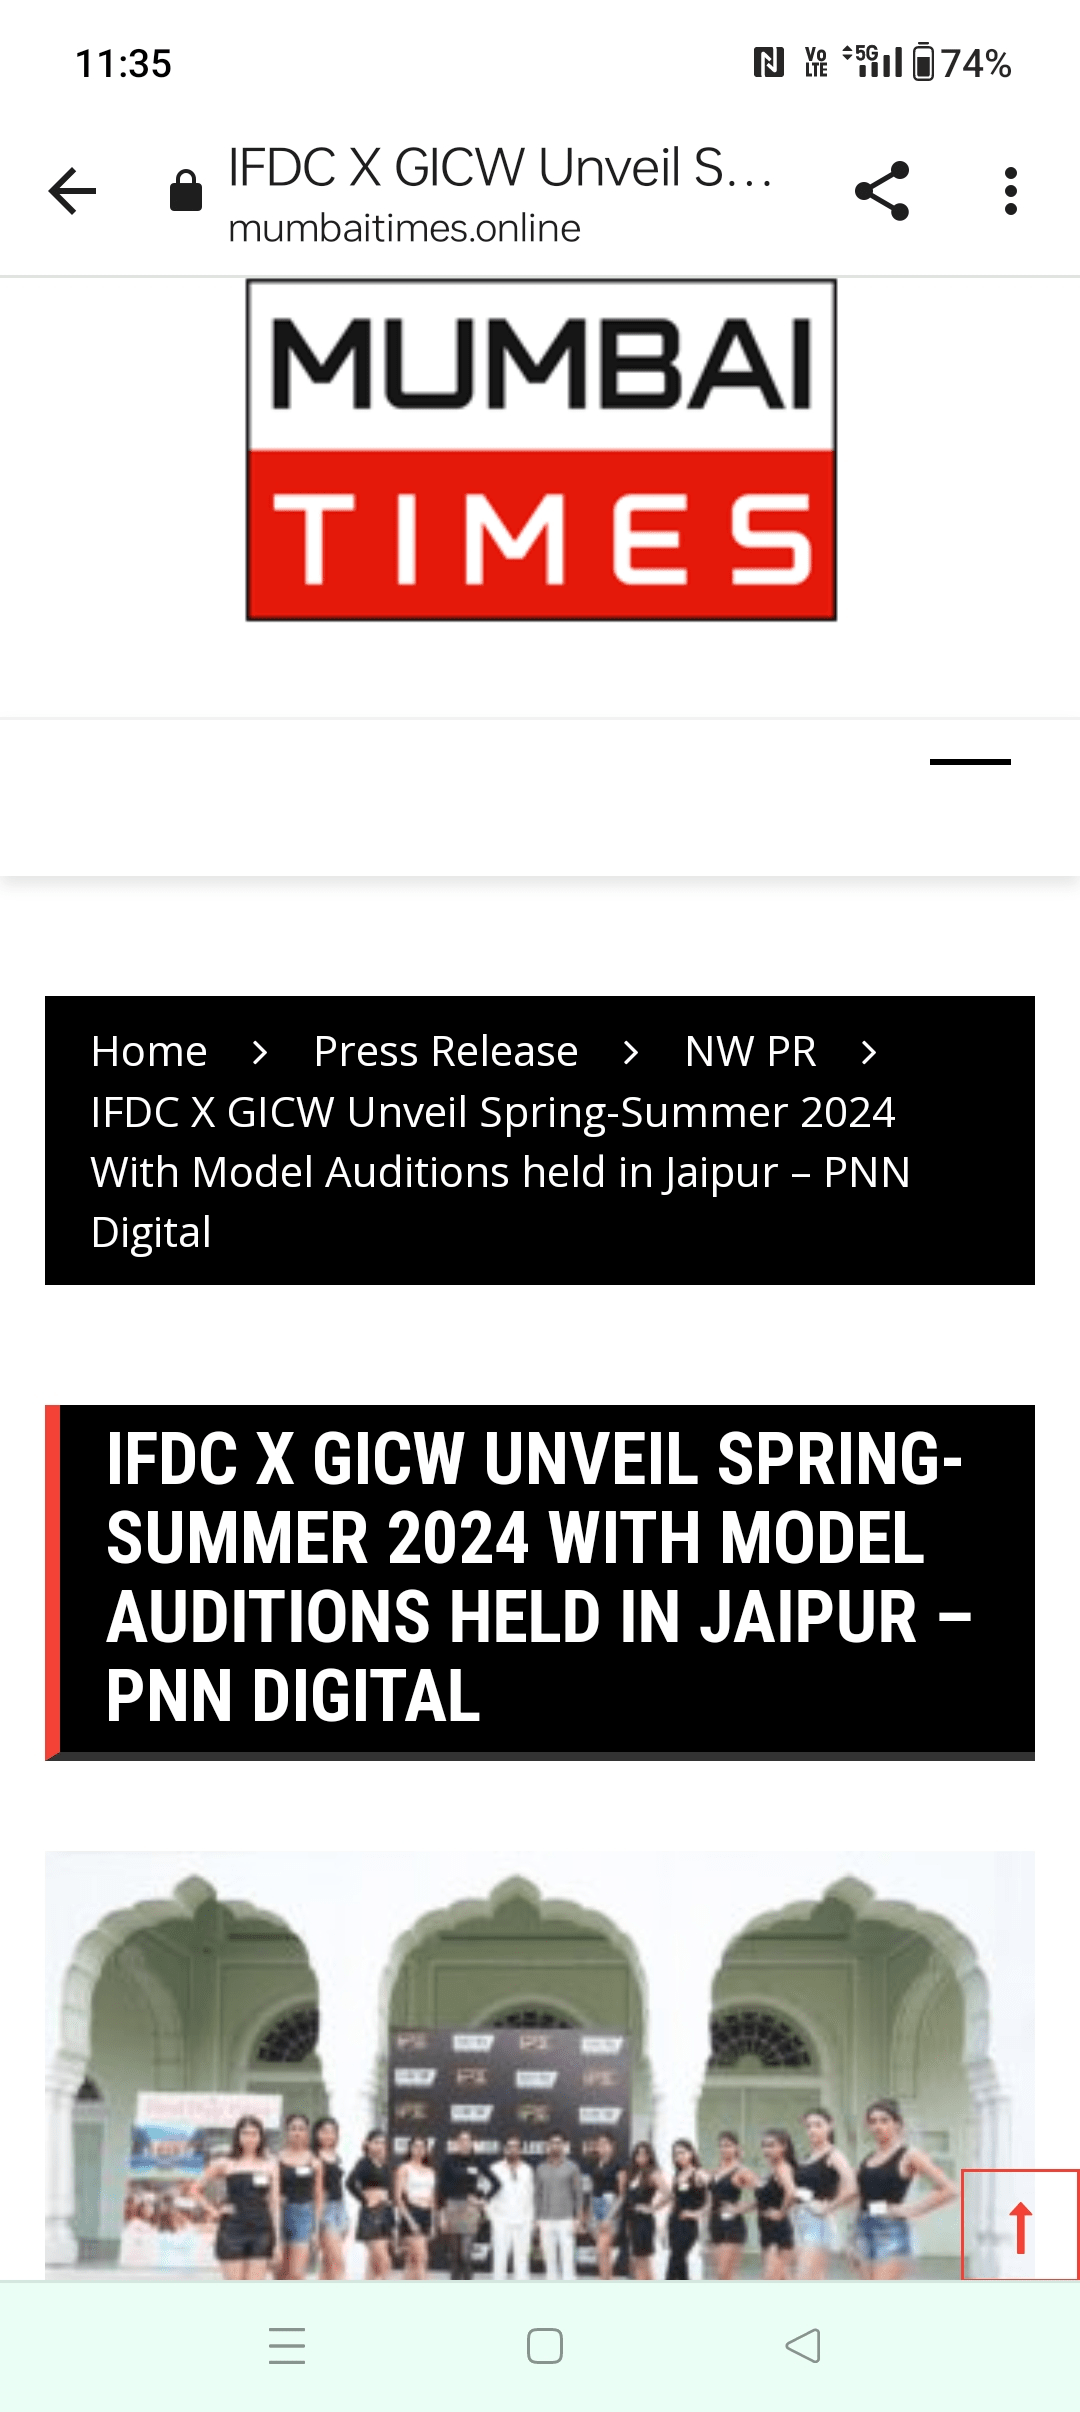 11:35
VoLTE 5G 74%
IFDC X GICW Unveil S...
mumbaitimes.online
MUMBAI
TIMES
Home > Press Release > NW PR >
IFDC X GICW Unveil Spring-Summer 2024
With Model Auditions held in Jaipur – PNN
Digital
IFDC X GICW UNVEIL SPRING-
SUMMER 2024 WITH MODEL
AUDITIONS HELD IN JAIPUR –
PNN DIGITAL